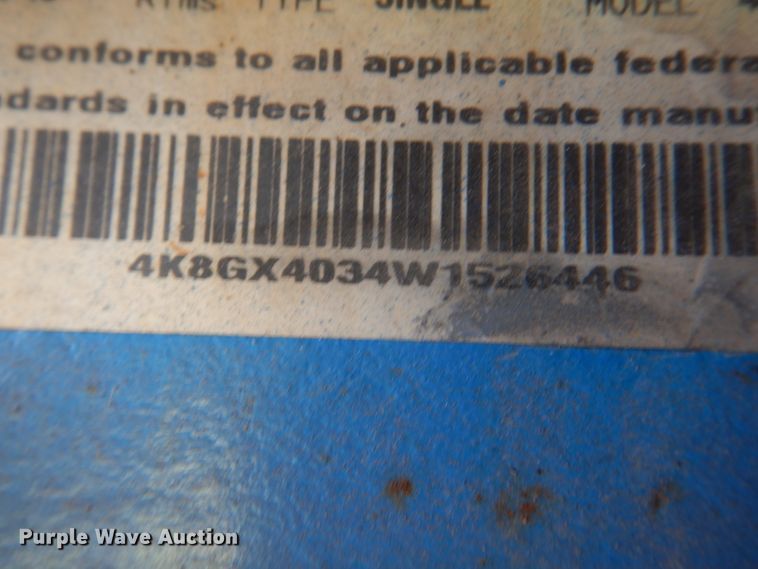 RIMS TYPE SINGLE MODEL
conforms to all applicable federa
ndards in effect on the date manu
4K8GX4034W1526446
Purple Wave Auction